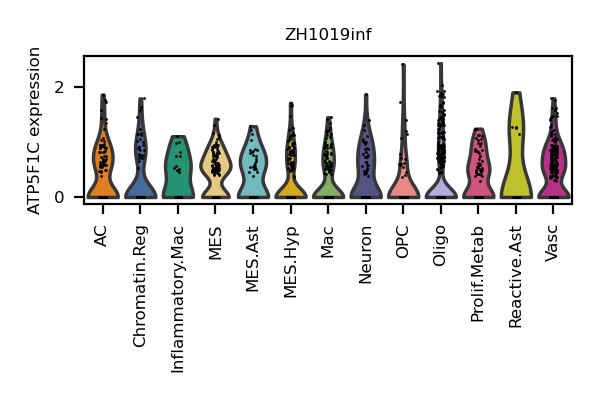 ZH1019inf
ATP5F1C expression
2
0
AC
Chromatin.Reg
Inflammatory.Mac
MES
MES.Ast
MES.Hyp
Mac
Neuron
OPC
Oligo
Prolif.Metab
Reactive.Ast
Vasc